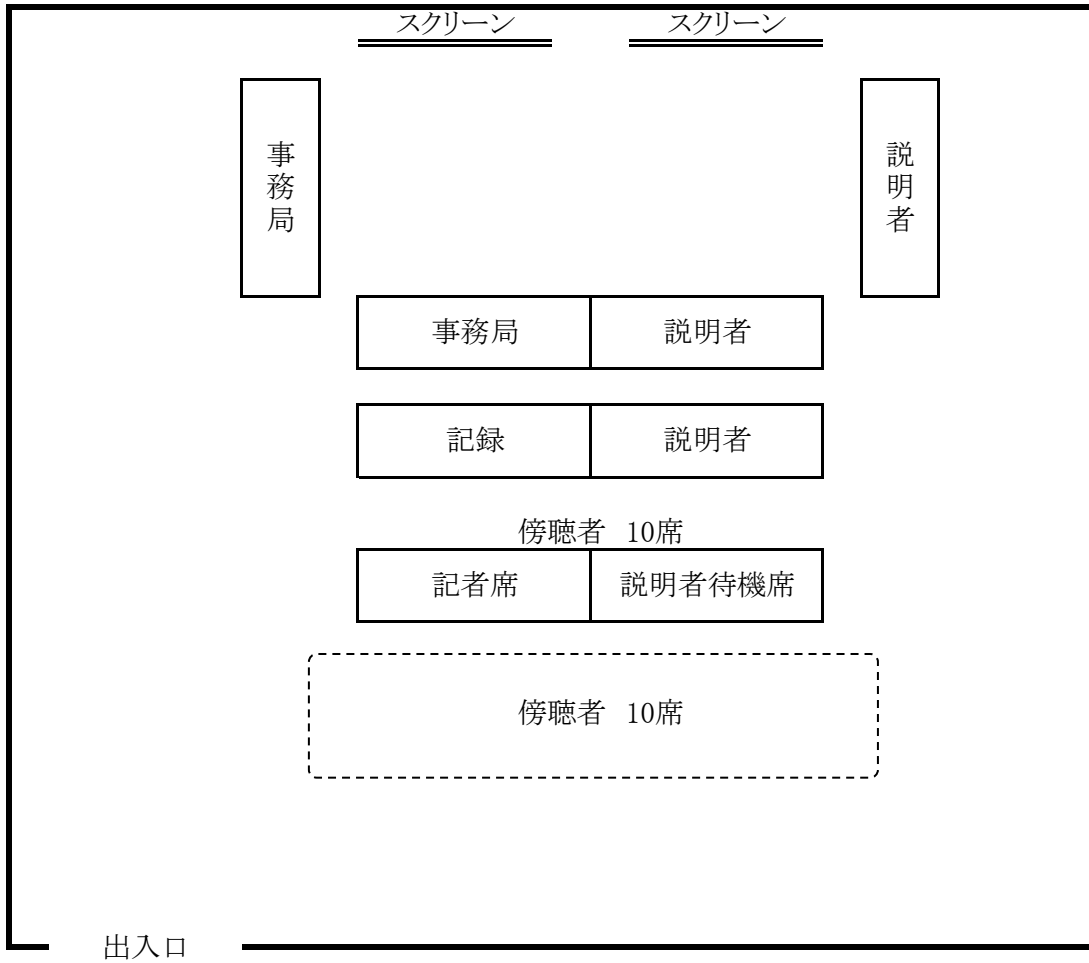 スクリーン
スクリーン
事務局
説明者
事務局
説明者
記録
説明者
傍聴者 10席
記者席
説明者待機席
傍聴者 10席
出入口